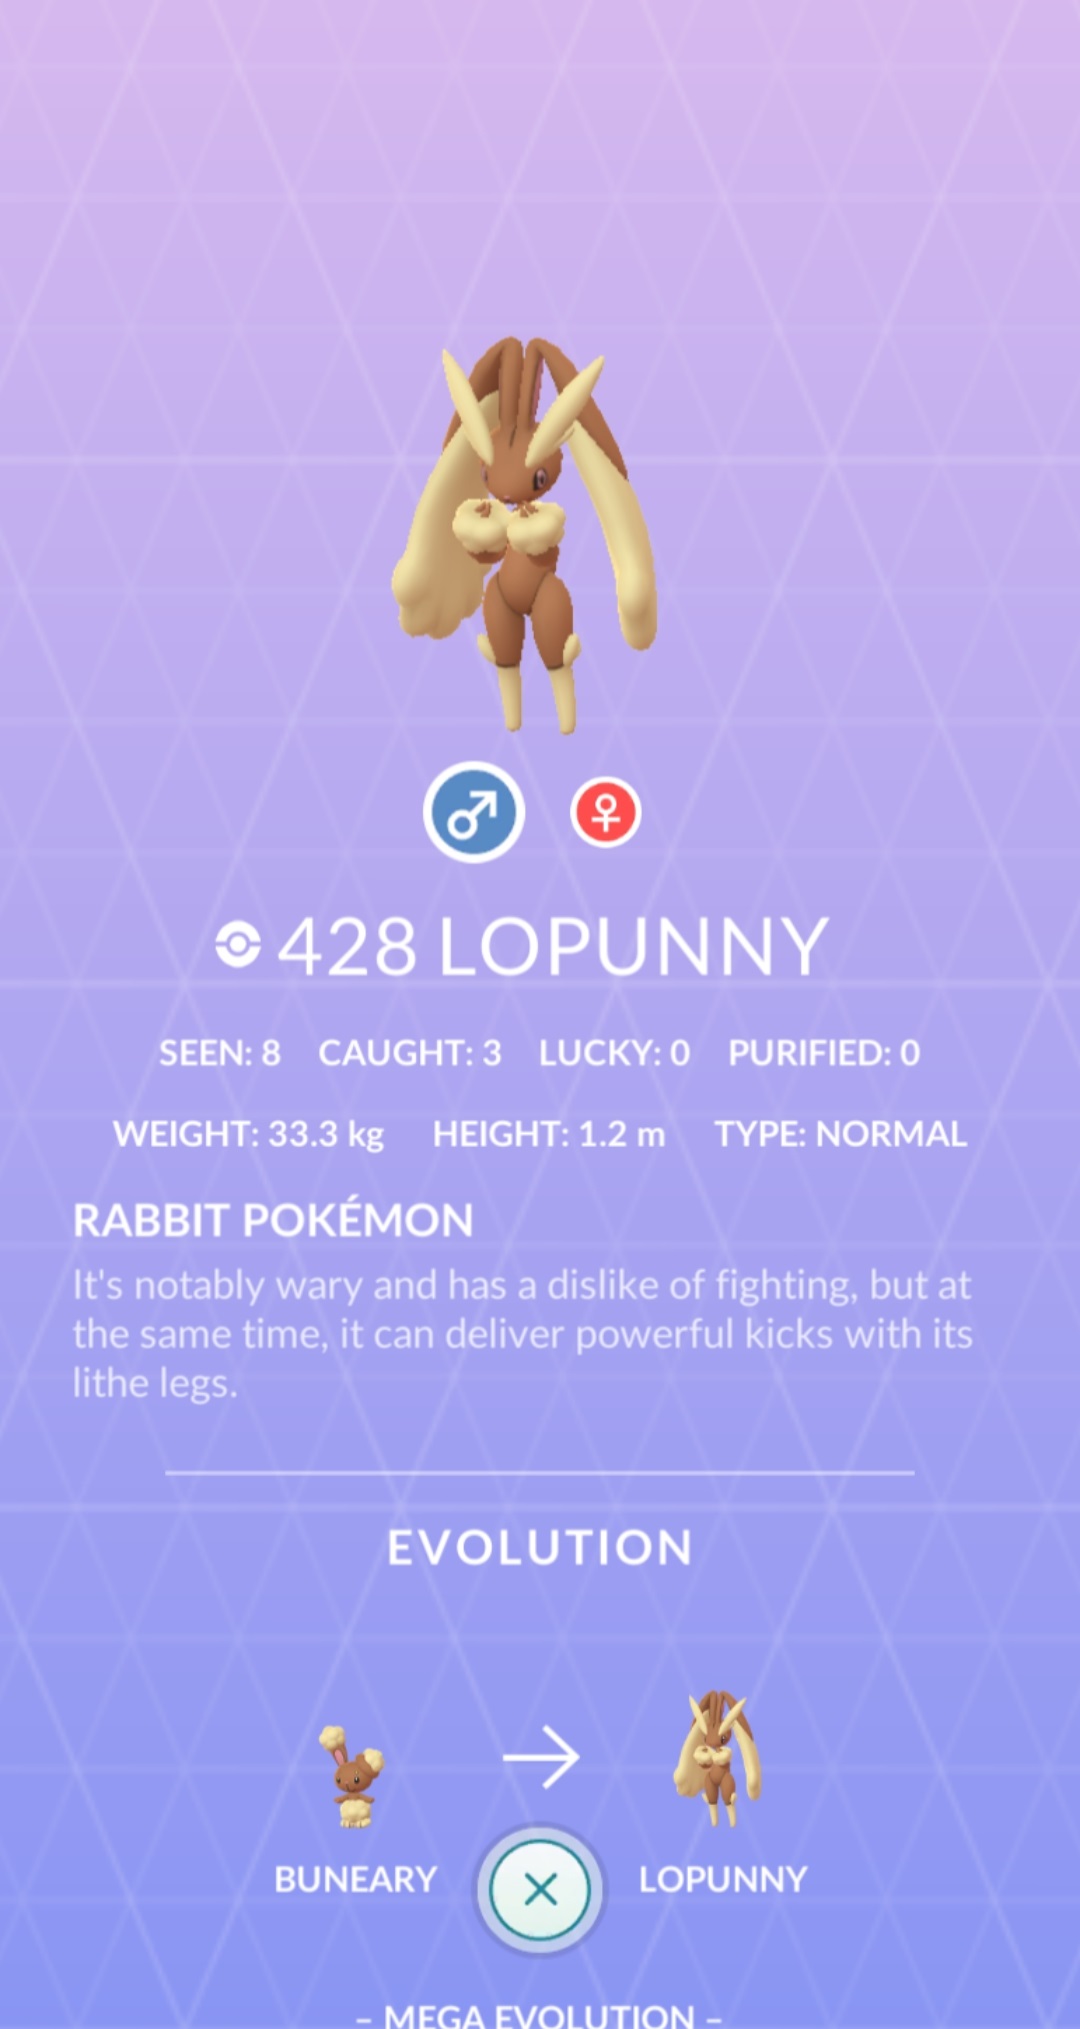 428 LOPUNNY
SEEN: 8 CAUGHT: 3 LUCKY: 0 PURIFIED: 0
WEIGHT: 33.3 kg HEIGHT: 1.2 m TYPE: NORMAL
RABBIT POKÉMON
It's notably wary and has a dislike of fighting, but at
the same time, it can deliver powerful kicks with its
lithe legs.
EVOLUTION
BUNEARY LOPUNNY
– MEGA EVOLUTION –